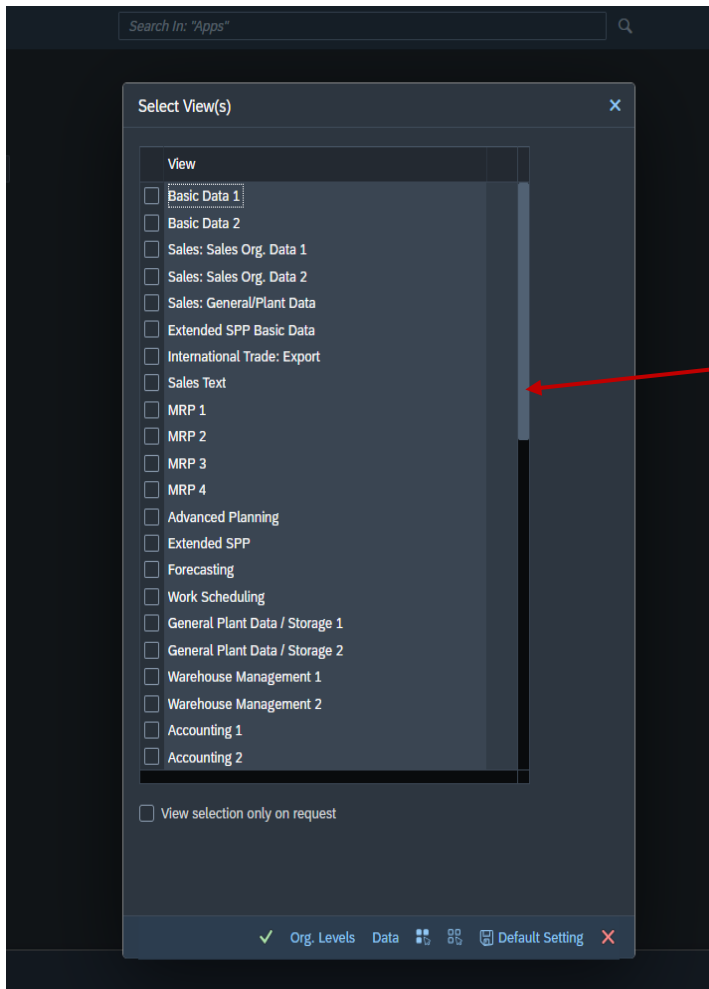 Search In: "Apps"
Select View(s)
View
Basic Data 1
Basic Data 2
Sales: Sales Org. Data 1
Sales: Sales Org. Data 2
Sales: General/Plant Data
Extended SPP Basic Data
International Trade: Export
Sales Text
MRP 1
MRP 2
MRP 3
MRP 4
Advanced Planning
Extended SPP
Forecasting
Work Scheduling
General Plant Data / Storage 1
General Plant Data / Storage 2
Warehouse Management 1
Warehouse Management 2
Accounting 1
Accounting 2
View selection only on request
Org. Levels Data Default Setting